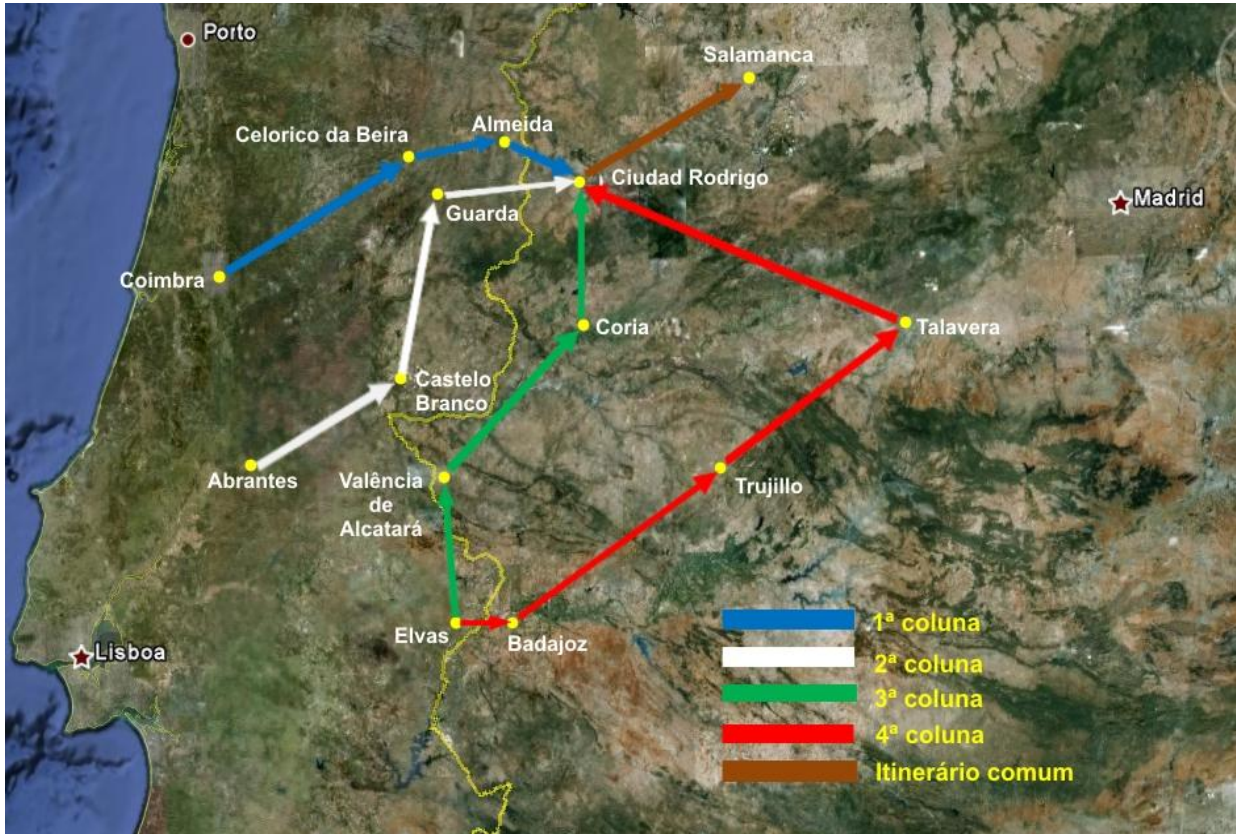 Porto
Salamanca
Celorico da Beira
Almeida
Ciudad Rodrigo
Madrid
Guarda
Coimbra
Coria
Talavera
Castelo
Branco
Abrantes
Valência
de
Alcatará
Trujillo
Elvas
Badajoz
Lisboa
1ª coluna
2ª coluna
3ª coluna
4ª coluna
Itinerário comum